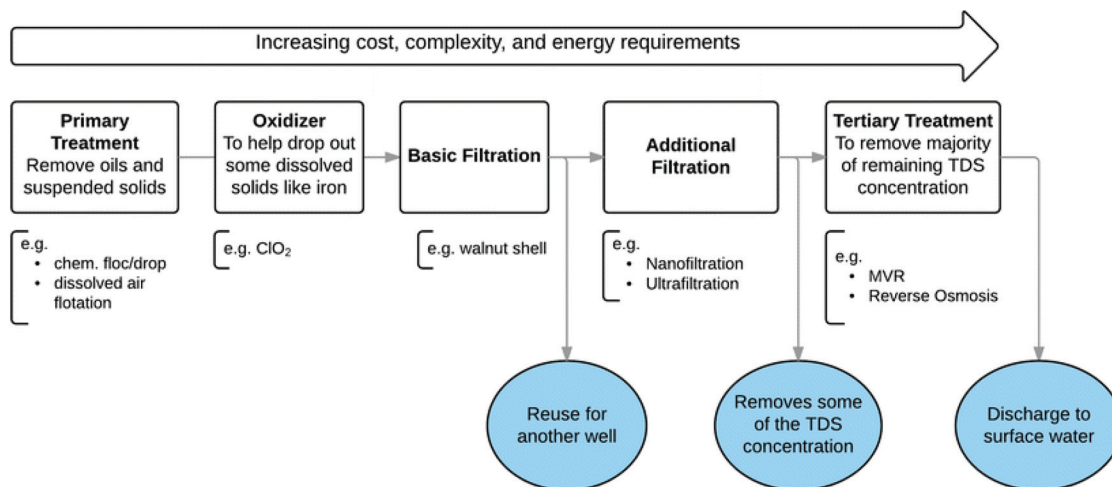 Increasing cost, complexity, and energy requirements
Primary
Treatment
Remove oils and
suspended solids
Oxidizer
To help drop out
some dissolved
solids like iron
Basic Filtration
Additional
Filtration
Tertiary Treatment
To remove majority
of remaining TDS
concentration
e.g.
• chem. floc/drop
• dissolved air
flotation
e.g. ClO₂
e.g. walnut shell
e.g.
• Nanofiltration
• Ultrafiltration
e.g.
• MVR
• Reverse Osmosis
Reuse for
another well
Removes some
of the TDS
concentration
Discharge to
surface water